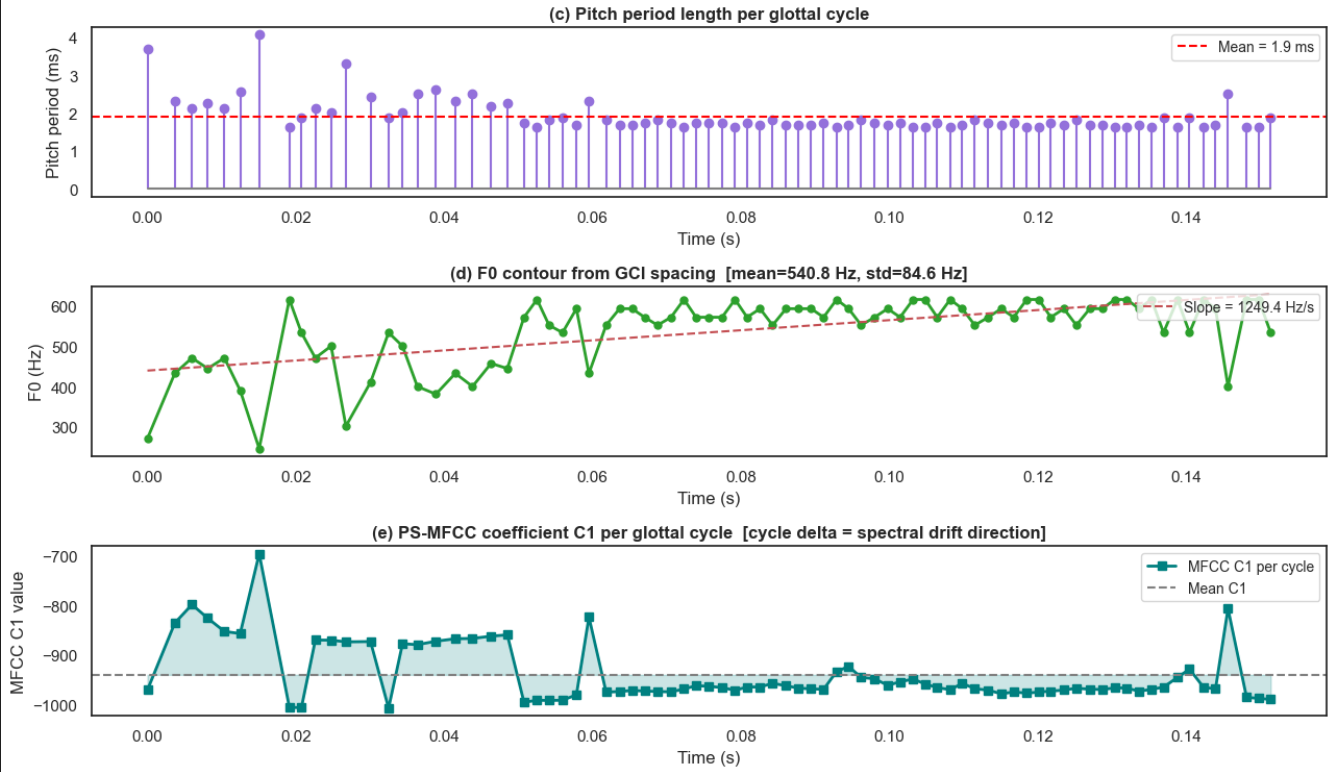 (c) Pitch period length per glottal cycle
Pitch period (ms)
4
3
2
1
0
Mean = 1.9 ms
0.00 0.02 0.04 0.06 0.08 0.10 0.12 0.14
Time (s)
(d) F0 contour from GCI spacing [mean=540.8 Hz, std=84.6 Hz]
F0 (Hz)
600
500
400
300
Slope = 1249.4 Hz/s
0.00 0.02 0.04 0.06 0.08 0.10 0.12 0.14
Time (s)
(e) PS-MFCC coefficient C1 per glottal cycle [cycle delta = spectral drift direction]
MFCC C1 value
−700
−800
−900
−1000
MFCC C1 per cycle
Mean C1
0.00 0.02 0.04 0.06 0.08 0.10 0.12 0.14
Time (s)